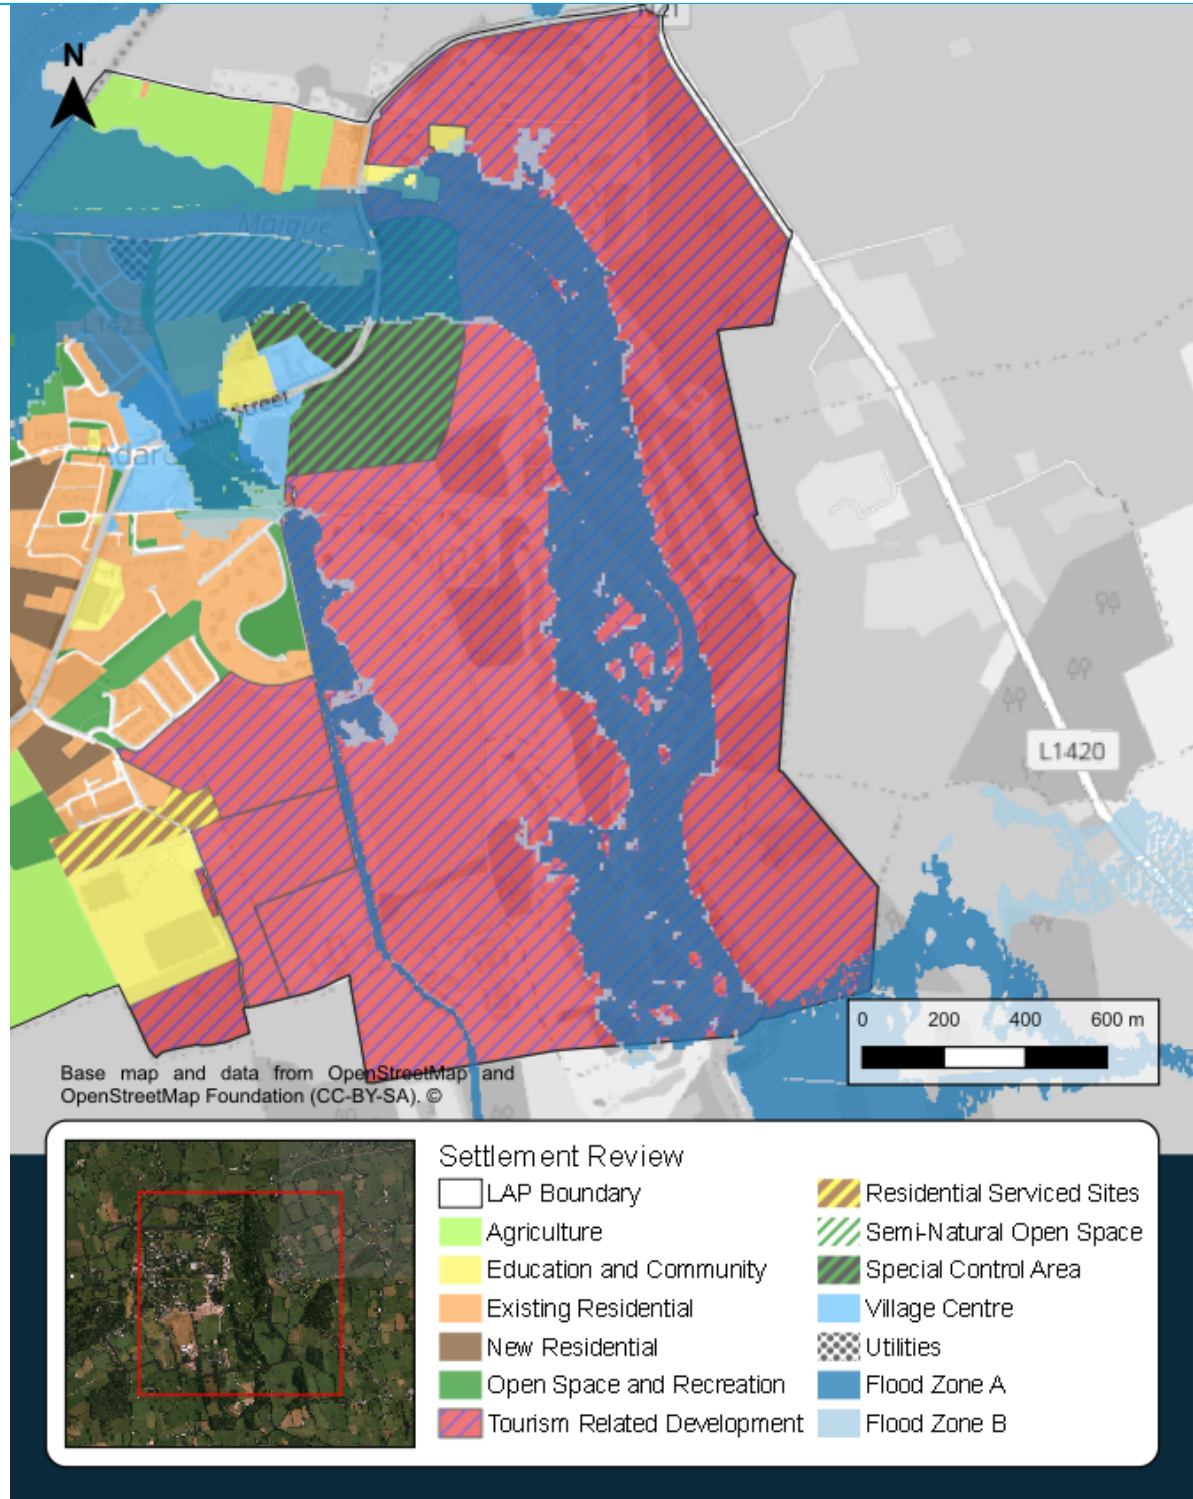 N
Maigue
L1423
Main Street
Adare
L1420
0 200 400 600 m
Base map and data from OpenStreetMap and
OpenStreetMap Foundation (CC-BY-SA). ©
Settlement Review
LAP Boundary
Agriculture
Education and Community
Existing Residential
New Residential
Open Space and Recreation
Tourism Related Development
Residential Serviced Sites
Semi-Natural Open Space
Special Control Area
Village Centre
Utilities
Flood Zone A
Flood Zone B